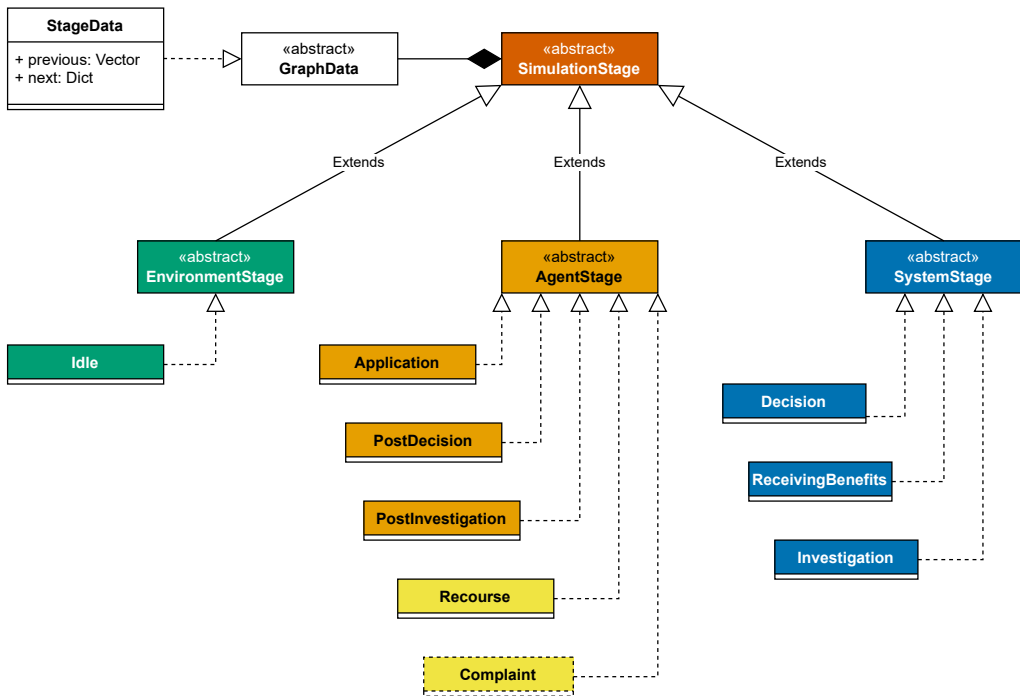 StageData
+ previous: Vector
+ next: Dict
«abstract»
GraphData
«abstract»
SimulationStage
Extends
Extends
Extends
«abstract»
EnvironmentStage
«abstract»
AgentStage
«abstract»
SystemStage
Idle
Application
Decision
PostDecision
ReceivingBenefits
PostInvestigation
Investigation
Recourse
Complaint